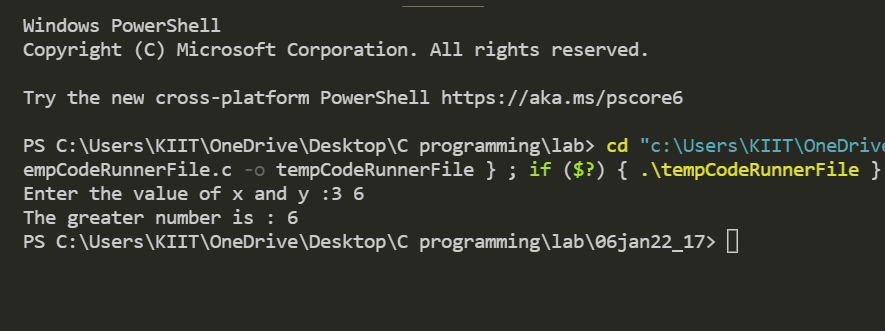 Windows PowerShell
Copyright (C) Microsoft Corporation. All rights reserved.
Try the new cross-platform PowerShell https://aka.ms/pscore6
PS C:\Users\KIIT\OneDrive\Desktop\C programming\lab> cd "c:\Users\KIIT\OneDrive
empCodeRunnerFile.c -o tempCodeRunnerFile } ; if ($?) { .\tempCodeRunnerFile }
Enter the value of x and y :3 6
The greater number is : 6
PS C:\Users\KIIT\OneDrive\Desktop\C programming\lab\06jan22_17>